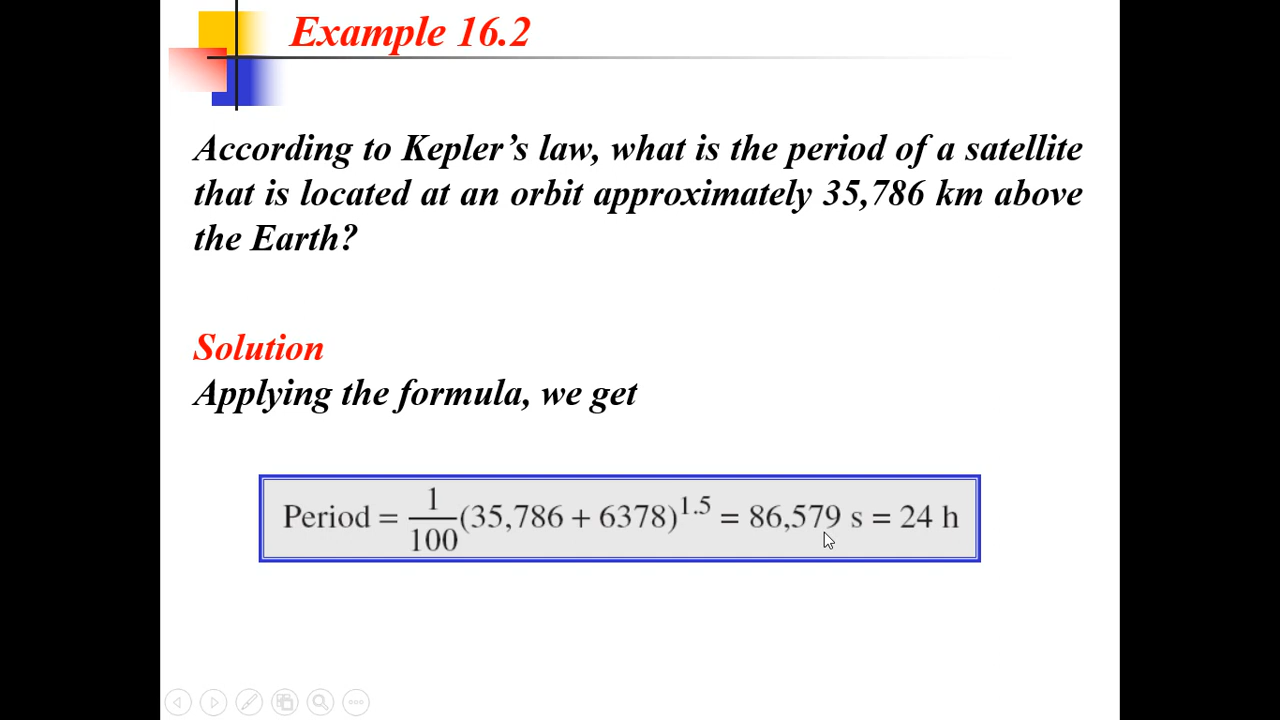 Example 16.2
According to Kepler’s law, what is the period of a satellite
that is located at an orbit approximately 35,786 km above
the Earth?
Solution
Applying the formula, we get
Period = 1/100 (35,786 + 6378)^1.5 = 86,579 s = 24 h